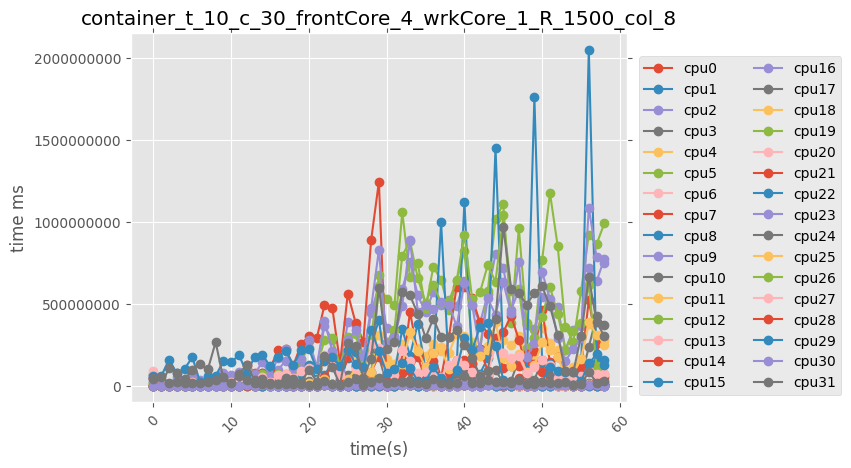 container_t_10_c_30_frontCore_4_wrkCore_1_R_1500_col_8
2000000000
1500000000
1000000000
500000000
0
time ms
0
10
20
30
40
50
60
time(s)
cpu0
cpu1
cpu2
cpu3
cpu4
cpu5
cpu6
cpu7
cpu8
cpu9
cpu10
cpu11
cpu12
cpu13
cpu14
cpu15
cpu16
cpu17
cpu18
cpu19
cpu20
cpu21
cpu22
cpu23
cpu24
cpu25
cpu26
cpu27
cpu28
cpu29
cpu30
cpu31